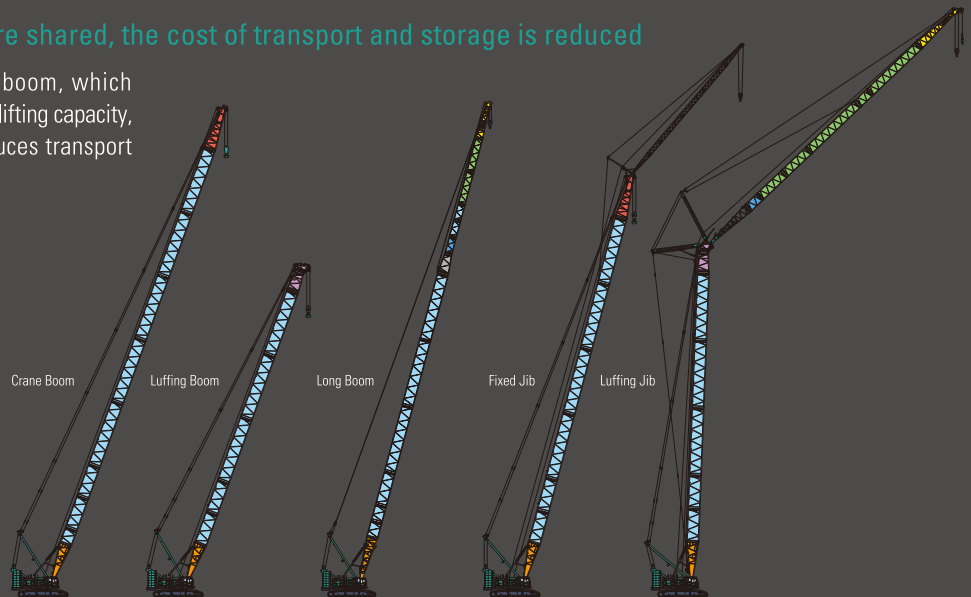 re shared, the cost of transport and storage is reduced
boom, which
lifting capacity,
uces transport
Crane Boom
Luffing Boom
Long Boom
Fixed Jib
Luffing Jib